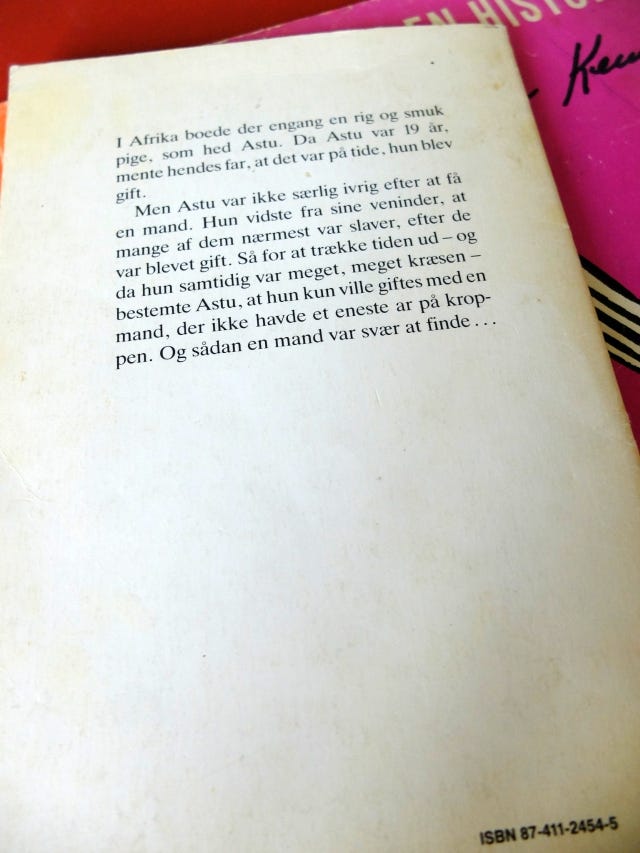 EN HISTO
I Afrika boede der engang en rig og smuk
pige, som hed Astu. Da Astu var 19 år,
mente hendes far, at det var på tide, hun blev
gift.
Men Astu var ikke særlig ivrig efter at få
en mand. Hun vidste fra sine veninder, at
mange af dem nærmest var slaver, efter de
var blevet gift. Så for at trække tiden ud – og
da hun samtidig var meget, meget kræsen –
bestemte Astu, at hun kun ville giftes med en
mand, der ikke havde et eneste ar på krop-
pen. Og sådan en mand var svær at finde ...
ISBN 87-411-2454-5